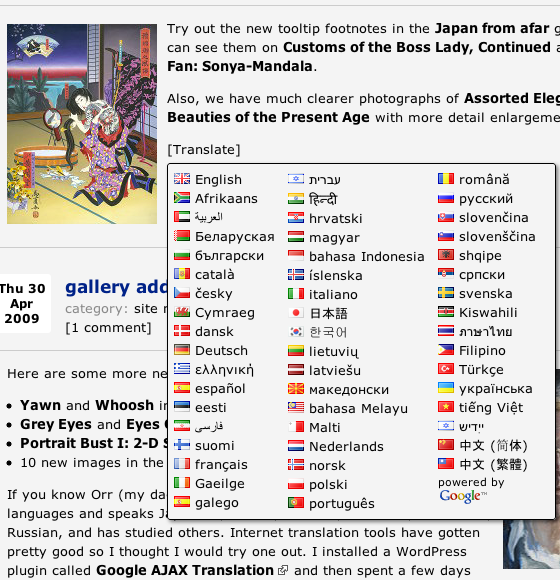 Try out the new tooltip footnotes in the Japan from afar
can see them on Customs of the Boss Lady, Continued
Fan: Sonya-Mandala.
Also, we have much clearer photographs of Assorted
Beauties of the Present Age with more detail
[Translate]
English
Afrikaans
العربية
Беларуская
български
català
česky
Cymraeg
dansk
Deutsch
ελληνική
español
eesti
فارسی
suomi
français
Gaeilge
galego
עברית
हिन्दी
hrvatski
magyar
bahasa Indonesia
íslenska
italiano
日本語
한국어
lietuvių
latviešu
македонски
bahasa Melayu
Malti
Nederlands
norsk
polski
português
română
русский
slovenčina
slovenščina
shqipe
српски
svenska
Kiswahili
ภาษาไทย
Filipino
Türkçe
українська
tiếng Việt
ייִדיש
中文 (简体)
中文 (繁體)
powered by
Google™
Thu 30
Apr
2009
gallery
category: site
[1 comment]
Here are some more
• Yawn and Whoosh
• Grey Eyes and Eyes
• Portrait Bust I: 2-D
• 10 new images in the
If you know Orr (my
languages and speaks
Russian, and has studied others. Internet translation tools have gotten
pretty good so I thought I would try one out. I installed a WordPress
plugin called Google AJAX Translation and then spent a few days